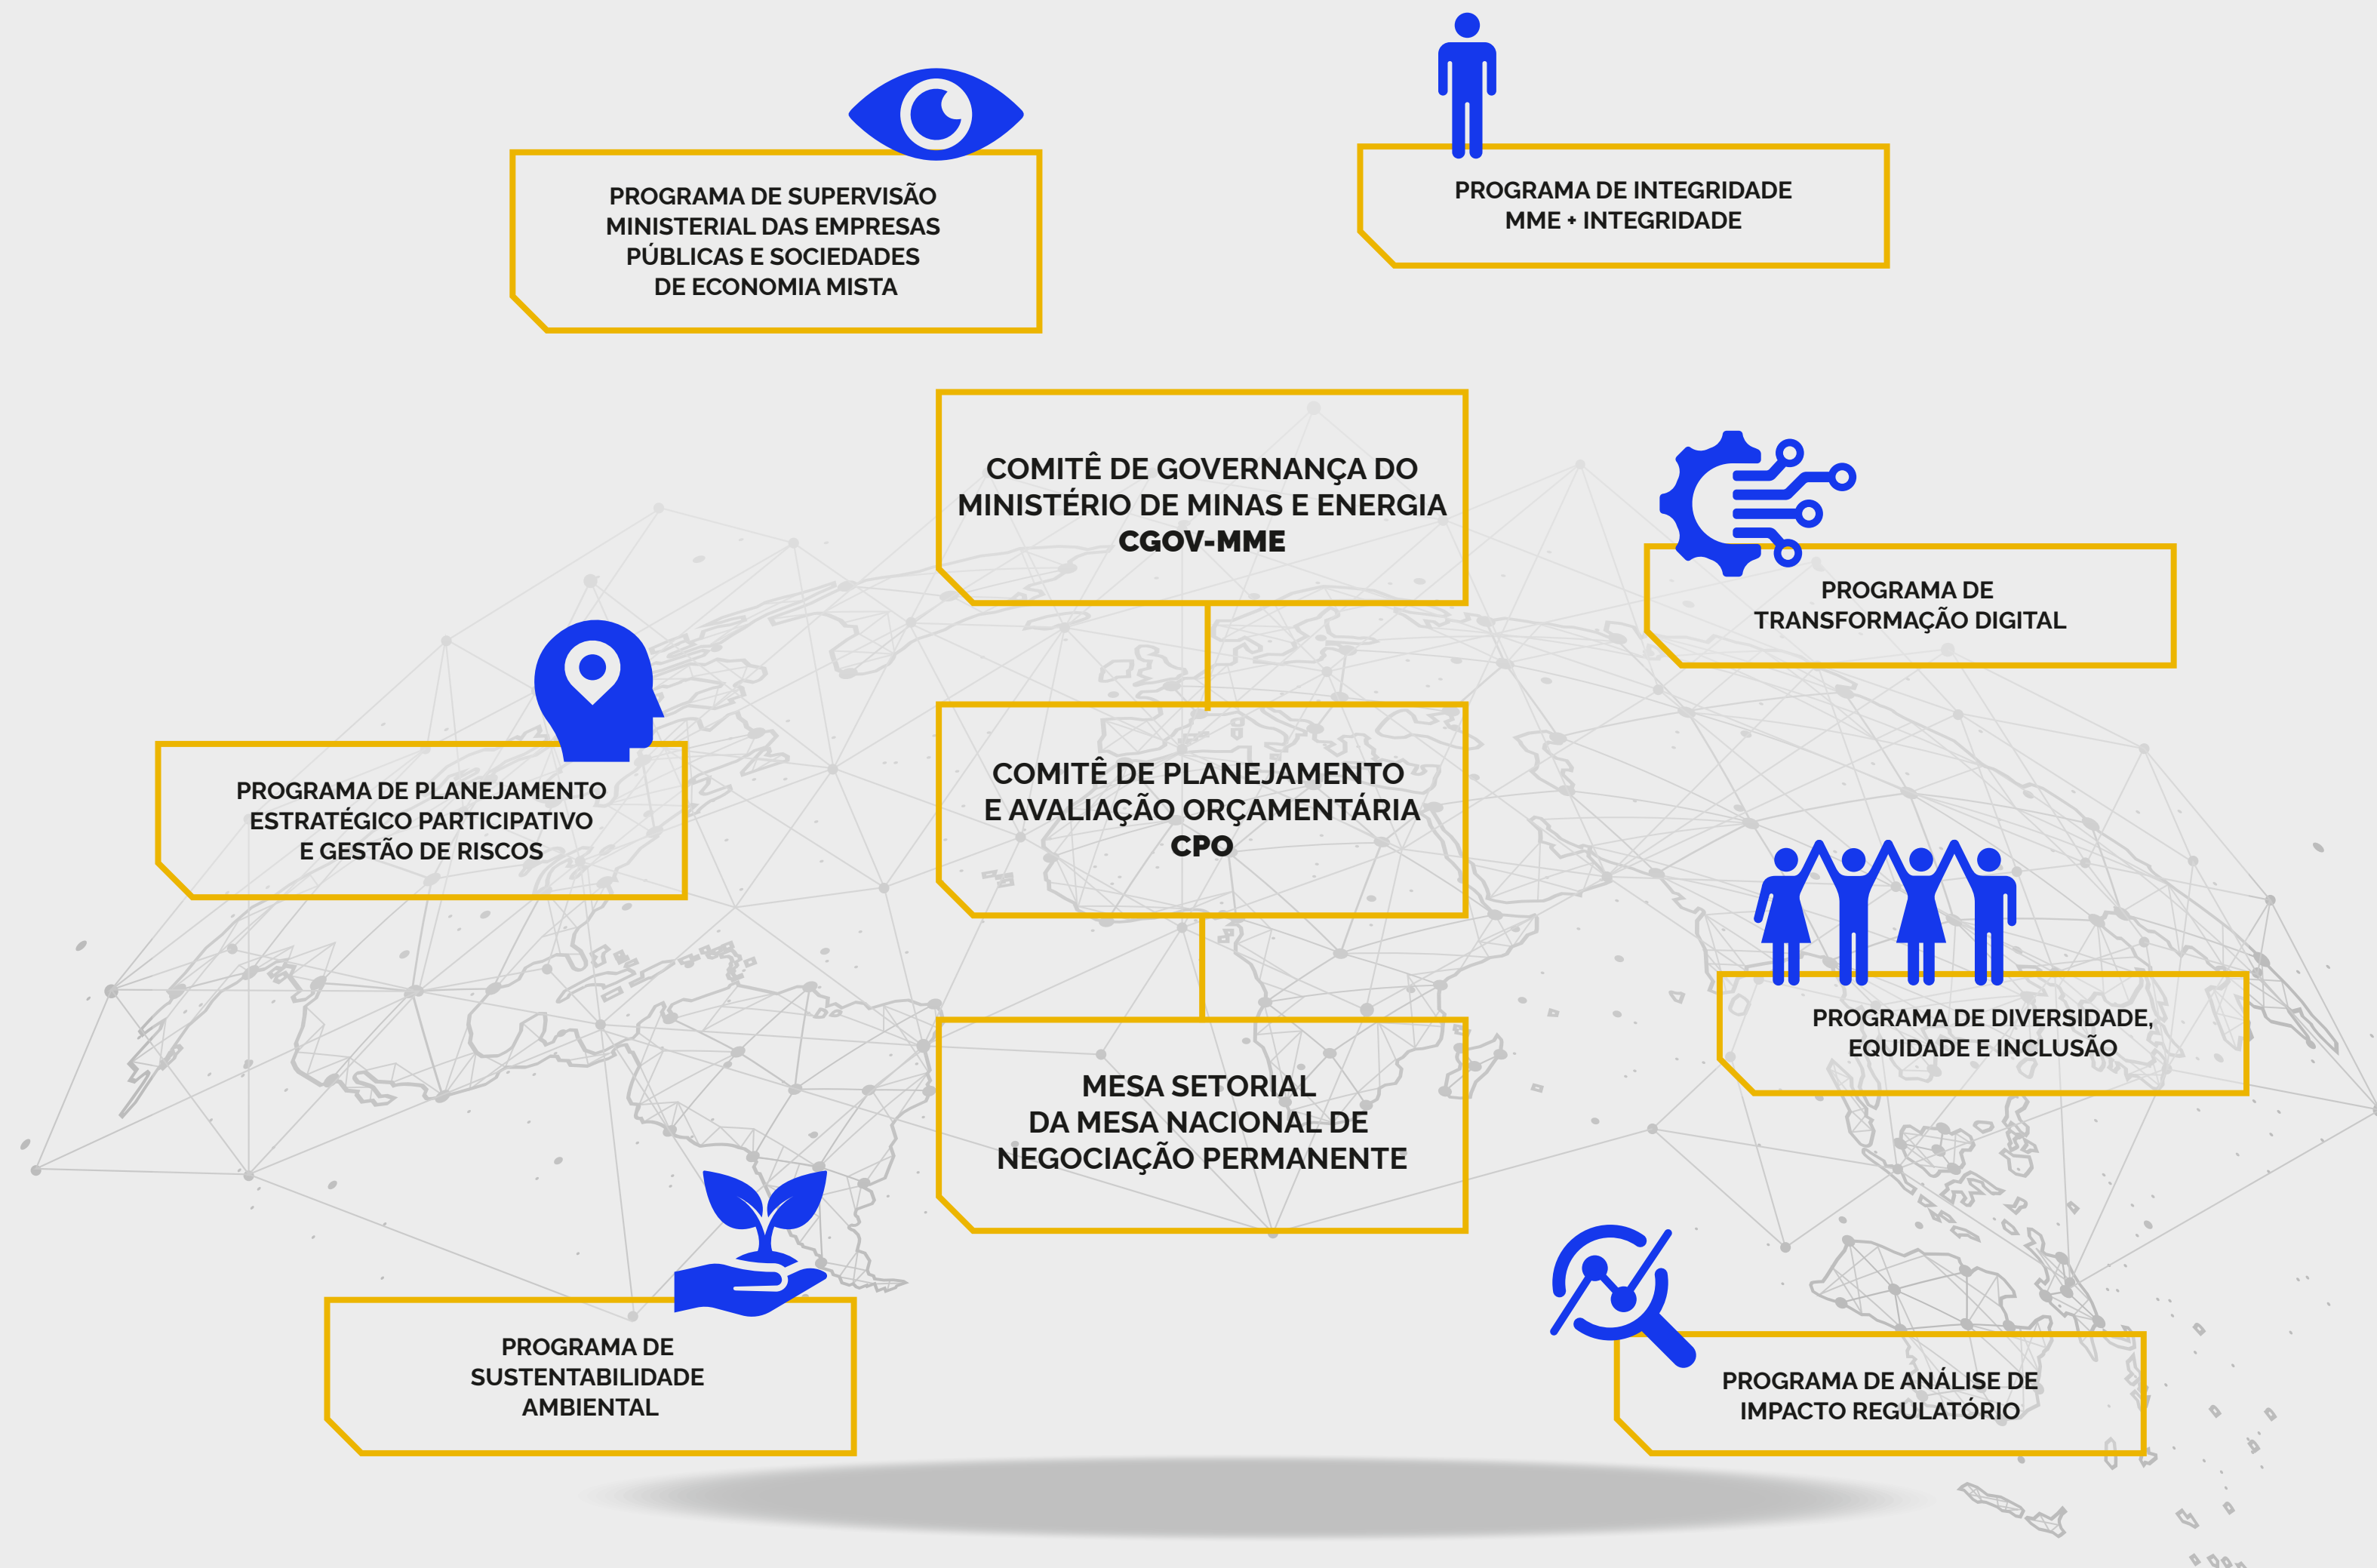 PROGRAMA DE SUPERVISÃO
MINISTERIAL DAS EMPRESAS
PÚBLICAS E SOCIEDADES
DE ECONOMIA MISTA
PROGRAMA DE INTEGRIDADE
MME + INTEGRIDADE
COMITÊ DE GOVERNANÇA DO
MINISTÉRIO DE MINAS E ENERGIA
CGOV-MME
PROGRAMA DE
TRANSFORMAÇÃO DIGITAL
PROGRAMA DE PLANEJAMENTO
ESTRATÉGICO PARTICIPATIVO
E GESTÃO DE RISCOS
COMITÊ DE PLANEJAMENTO
E AVALIAÇÃO ORÇAMENTÁRIA
CPO
PROGRAMA DE DIVERSIDADE,
EQUIDADE E INCLUSÃO
MESA SETORIAL
DA MESA NACIONAL DE
NEGOCIAÇÃO PERMANENTE
PROGRAMA DE
SUSTENTABILIDADE
AMBIENTAL
PROGRAMA DE ANÁLISE DE
IMPACTO REGULATÓRIO